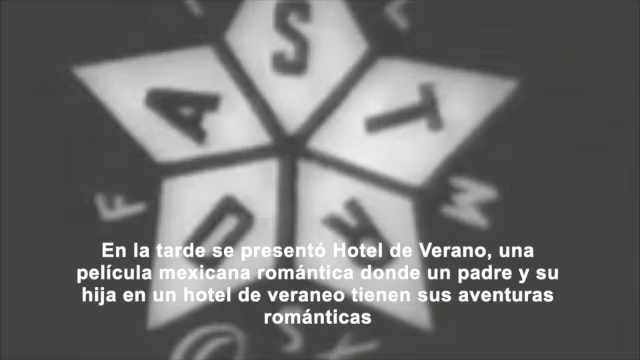 S
A
T
F
M
En la tarde se presentó Hotel de Verano, una
película mexicana romántica donde un padre y su
hija en un hotel de veraneo tienen sus aventuras
románticas